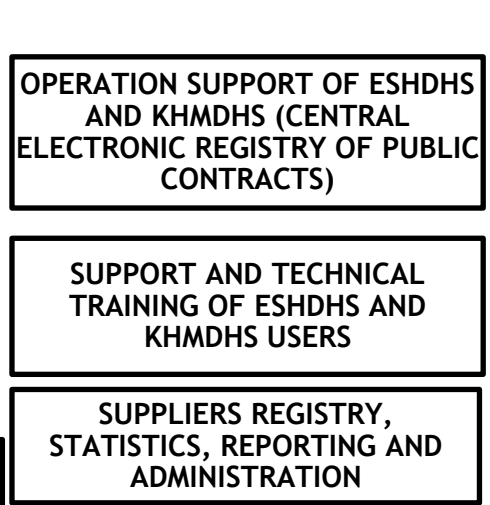 OPERATION SUPPORT OF ESHDHS
AND KHMDHS (CENTRAL
ELECTRONIC REGISTRY OF PUBLIC
CONTRACTS)
SUPPORT AND TECHNICAL
TRAINING OF ESHDHS AND
KHMDHS USERS
SUPPLIERS REGISTRY,
STATISTICS, REPORTING AND
ADMINISTRATION